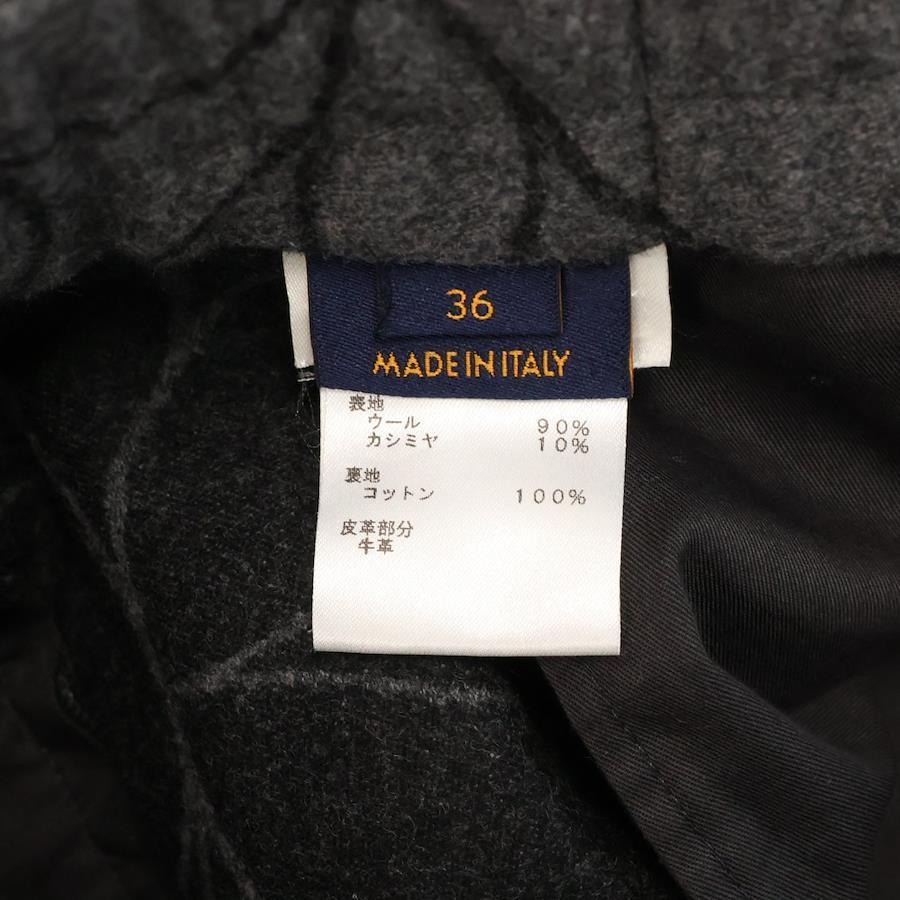 36
MADE IN ITALY
表地
ウール 90%
カシミヤ 10%
裏地
コットン 100%
皮革部分
牛革